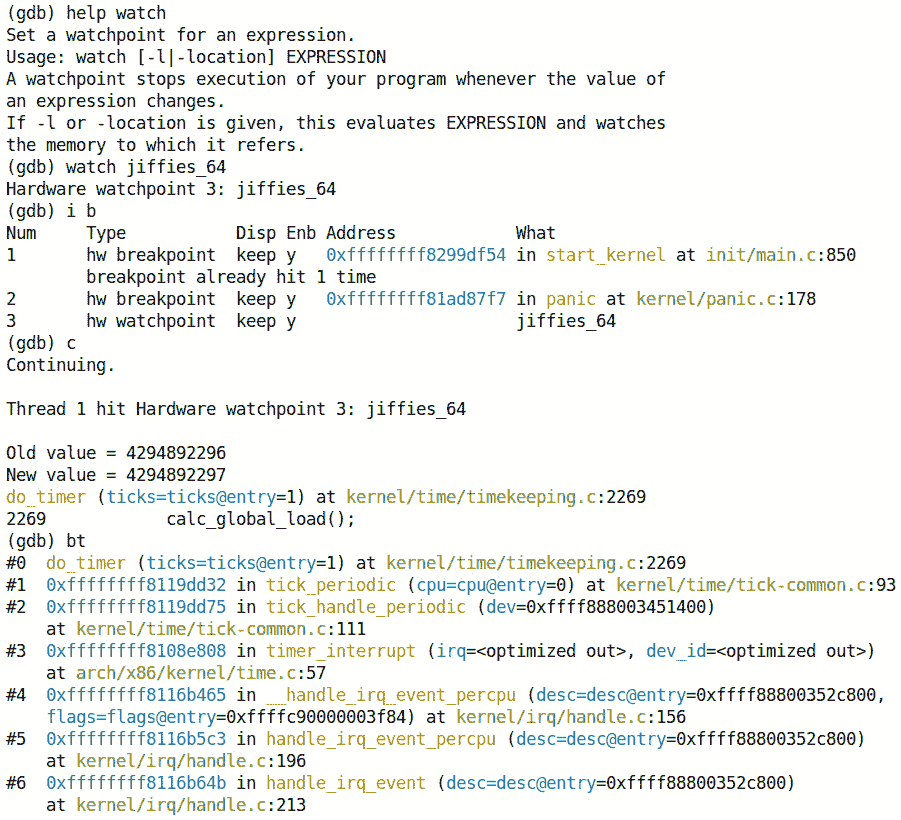 (gdb) help watch
Set a watchpoint for an expression.
Usage: watch [-l|-location] EXPRESSION
A watchpoint stops execution of your program whenever the value of
an expression changes.
If -l or -location is given, this evaluates EXPRESSION and watches
the memory to which it refers.
(gdb) watch jiffies_64
Hardware watchpoint 3: jiffies_64
(gdb) i b
Num     Type           Disp Enb Address            What
1       hw breakpoint  keep y   0xffffffff8299df54 in start_kernel at init/main.c:850
        breakpoint already hit 1 time
2       hw breakpoint  keep y   0xffffffff81ad87f7 in panic at kernel/panic.c:178
3       hw watchpoint  keep y                      jiffies_64
(gdb) c
Continuing.

Thread 1 hit Hardware watchpoint 3: jiffies_64

Old value = 4294892296
New value = 4294892297
do_timer (ticks=ticks@entry=1) at kernel/time/timekeeping.c:2269
2269            calc_global_load();
(gdb) bt
#0  do_timer (ticks=ticks@entry=1) at kernel/time/timekeeping.c:2269
#1  0xffffffff8119dd32 in tick_periodic (cpu=cpu@entry=0) at kernel/time/tick-common.c:93
#2  0xffffffff8119dd75 in tick_handle_periodic (dev=0xffff888003451400)
    at kernel/time/tick-common.c:111
#3  0xffffffff8108e808 in timer_interrupt (irq=<optimized out>, dev_id=<optimized out>)
    at arch/x86/kernel/time.c:57
#4  0xffffffff8116b465 in __handle_irq_event_percpu (desc=desc@entry=0xffff88800352c800,
    flags=flags@entry=0xffffc90000003f84) at kernel/irq/handle.c:156
#5  0xffffffff8116b5c3 in handle_irq_event_percpu (desc=desc@entry=0xffff88800352c800)
    at kernel/irq/handle.c:196
#6  0xffffffff8116b64b in handle_irq_event (desc=desc@entry=0xffff88800352c800)
    at kernel/irq/handle.c:213